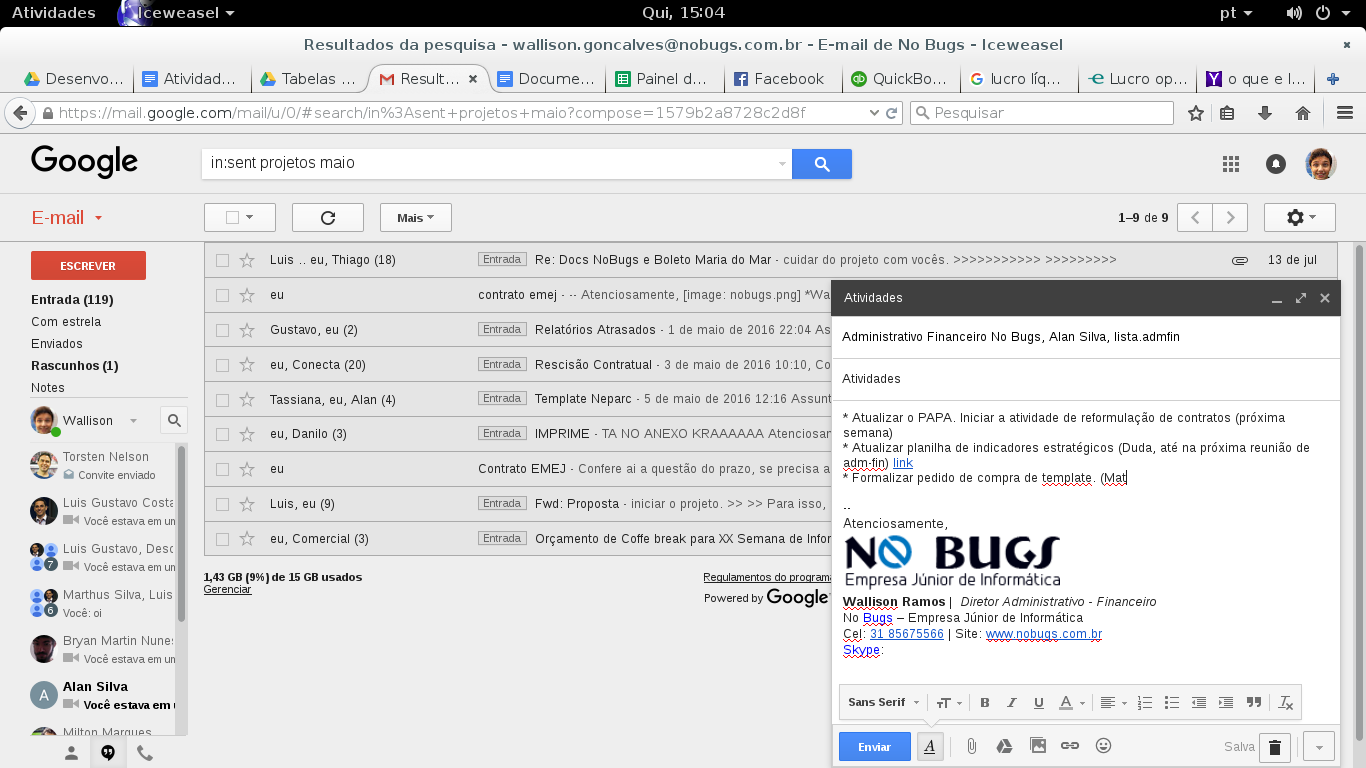 Atividades Iceweasel Qui, 15:04 pt
Resultados da pesquisa - wallison.goncalves@nobugs.com.br - E-mail de No Bugs - Iceweasel
Desenvo... Atividad... Tabelas ... Result... Docume... Painel d... Facebook QuickBo... lucro líq... Lucro op... o que e l...
https://mail.google.com/mail/u/0/#search/in%3Asent+projetos+maio?compose=1579b2a8728c2d8f Pesquisar
Google in:sent projetos maio
E-mail Mais 1–9 de 9
ESCREVER
Entrada (119)
Com estrela
Enviados
Rascunhos (1)
Notes
Wallison
Torsten Nelson
Convite enviado
Luis Gustavo Costa
Você estava em un
Luis Gustavo, Desc
7 Você estava em un
Marthus Silva, Luis
6 Você: oi
Bryan Martin Nunes
Você estava em un
A Alan Silva
Você estava em u
Milton Marques
Luis .. eu, Thiago (18) Entrada Re: Docs NoBugs e Boleto Maria do Mar - cuidar do projeto com vocês. >>>>>>>>>>> >>>>>>>>> 13 de jul
eu contrato emej - -- Atenciosamente, [image: nobugs.png] *Wa
Gustavo, eu (2) Entrada Relatórios Atrasados - 1 de maio de 2016 22:04 As
eu, Conecta (20) Entrada Rescisão Contratual - 3 de maio de 2016 10:10, Co
Tassiana, eu, Alan (4) Entrada Template Neparc - 5 de maio de 2016 12:16 Assunt
eu, Danilo (3) Entrada IMPRIME - TA NO ANEXO KRAAAAAA Atenciosan
eu Contrato EMEJ - Confere ai a questão do prazo, se precisa a
Luis, eu (9) Entrada Fwd: Proposta - iniciar o projeto. >> >> Para isso,
eu, Comercial (3) Entrada Orçamento de Coffe break para XX Semana de Infor
1,43 GB (9%) de 15 GB usados
Gerenciar
Regulamentos do programa
Powered by Google
Atividades
Administrativo Financeiro No Bugs, Alan Silva, lista.admfin
Atividades
* Atualizar o PAPA. Iniciar a atividade de reformulação de contratos (próxima
semana)
* Atualizar planilha de indicadores estratégicos (Duda, até na próxima reunião de
adm-fin) link
* Formalizar pedido de compra de template. (Mat
--
Atenciosamente,
NO BUGS
Empresa Júnior de Informática
Wallison Ramos | Diretor Administrativo - Financeiro
No Bugs – Empresa Júnior de Informática
Cel: 31 85675566 | Site: www.nobugs.com.br
Skype:
Sans Serif
Enviar Salva